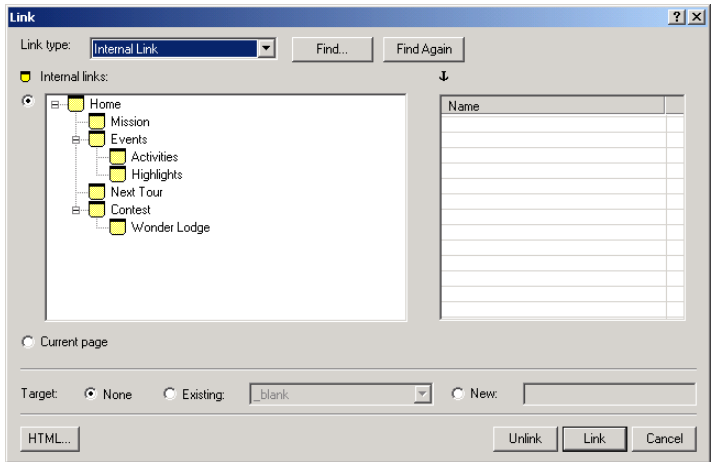 Link
Link type: Internal Link Find... Find Again
Internal links:
Name
Home
Mission
Events
Activities
Highlights
Next Tour
Contest
Wonder Lodge
Current page
Target: None Existing: _blank New:
HTML... Unlink Link Cancel